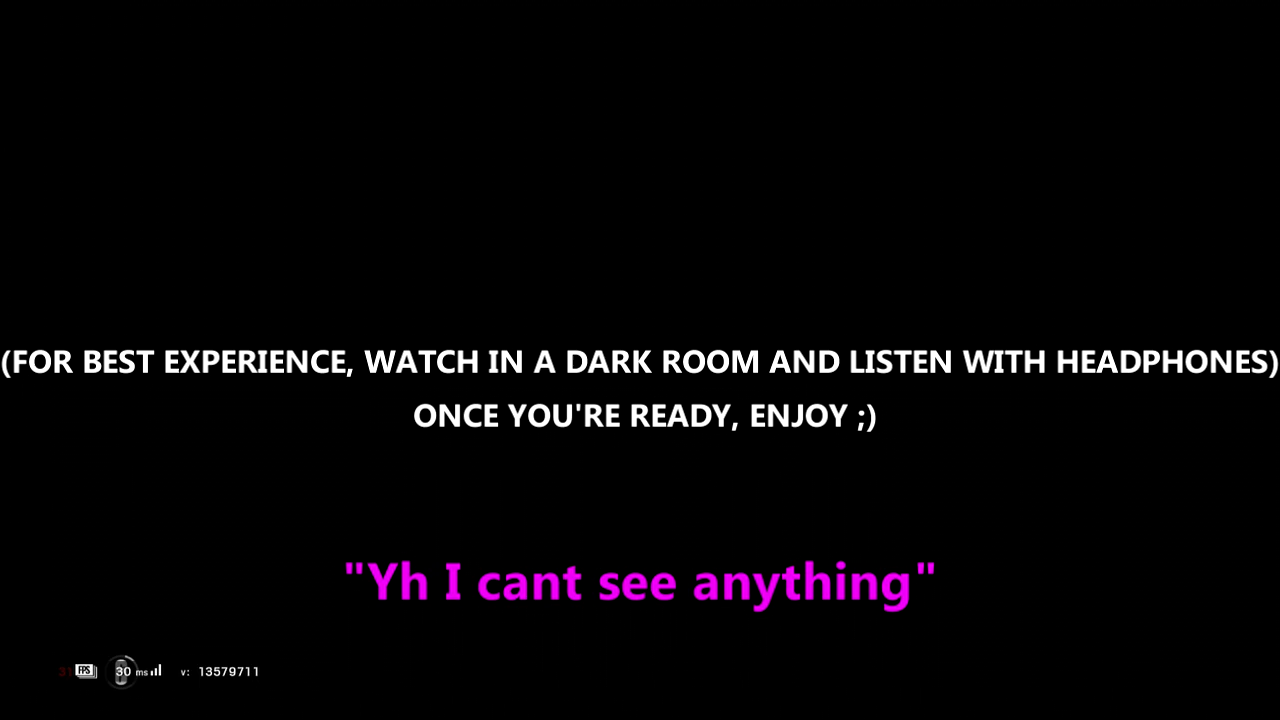 (FOR BEST EXPERIENCE, WATCH IN A DARK ROOM AND LISTEN WITH HEADPHONES)
ONCE YOU'RE READY, ENJOY ;)
"Yh I cant see anything"
FPS 30 ms v: 13579711